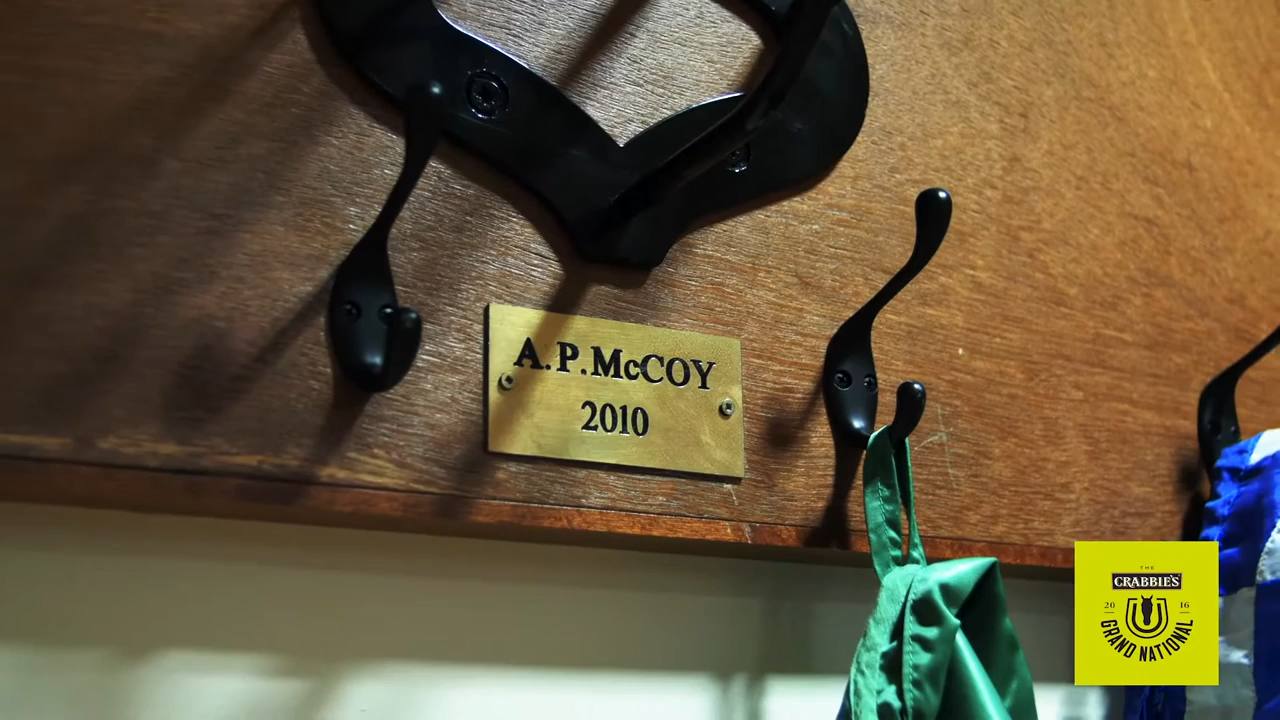 A.P.McCOY
2010
THE
CRABBIE'S
20 16
GRAND NATIONAL